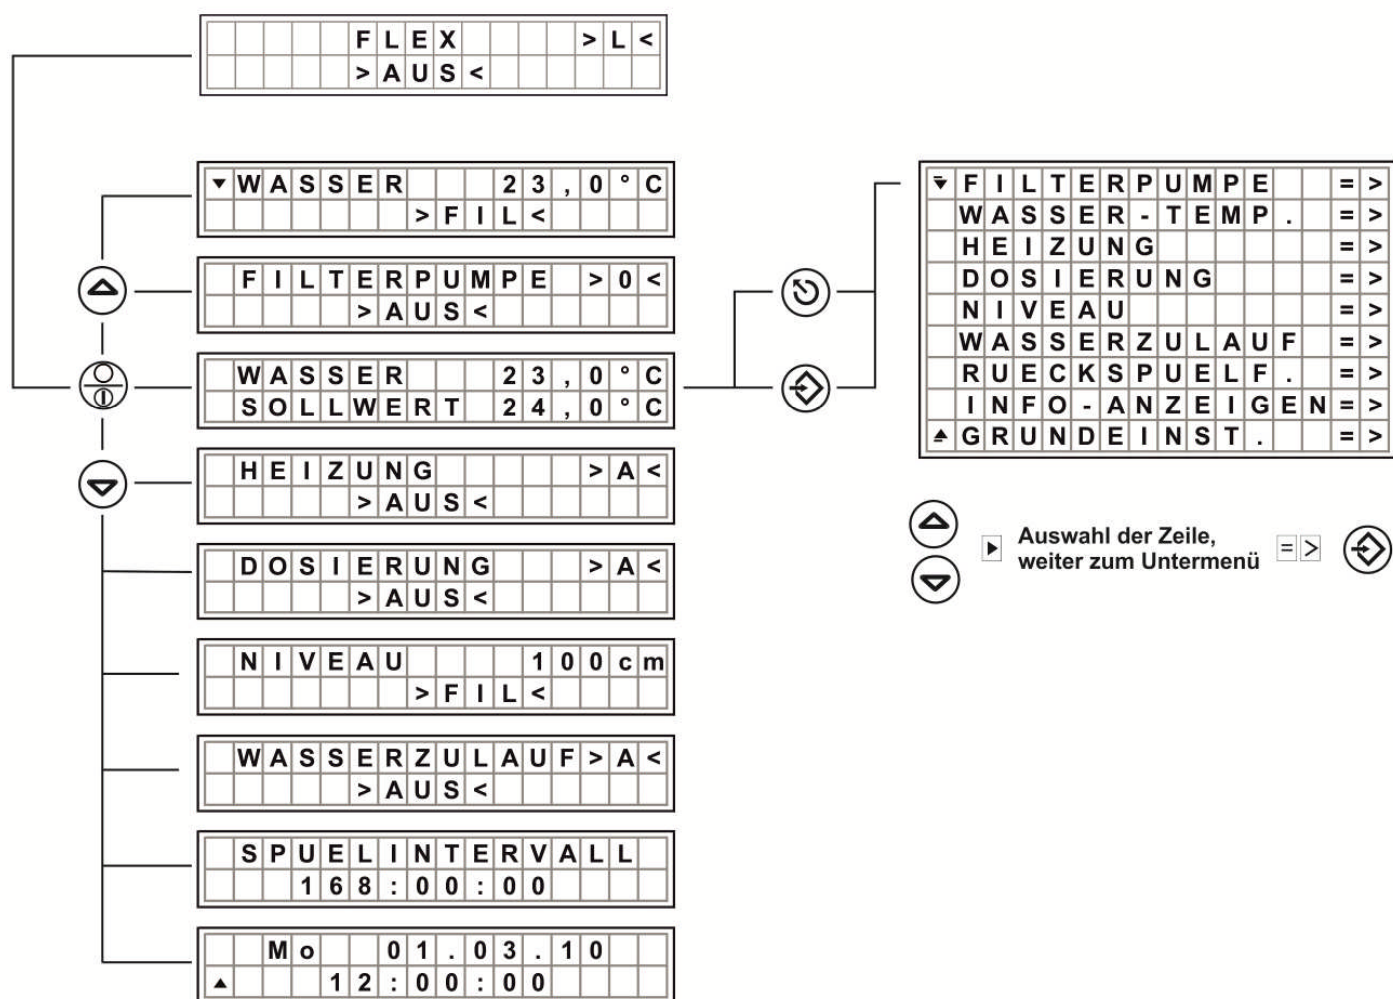 FLEX >L<
>AUS<
▼WASSER 23,0°C
>FIL<
FILTERPUMPE >0<
>AUS<
WASSER 23,0°C
SOLLWERT 24,0°C
HEIZUNG >A<
>AUS<
DOSIERUNG >A<
>AUS<
NIVEAU 100cm
>FIL<
WASSERZULAUF>A<
>AUS<
SPUELINTERVALL
168:00:00
Mo 01.03.10
▲ 12:00:00
FILTERPUMPE =>
WASSER-TEMP. =>
HEIZUNG =>
DOSIERUNG =>
NIVEAU =>
WASSERZULAUF =>
RUECKSPUELF. =>
INFO-ANZEIGEN=>
GRUNDEINST. =>
Auswahl der Zeile,
weiter zum Untermenü =>